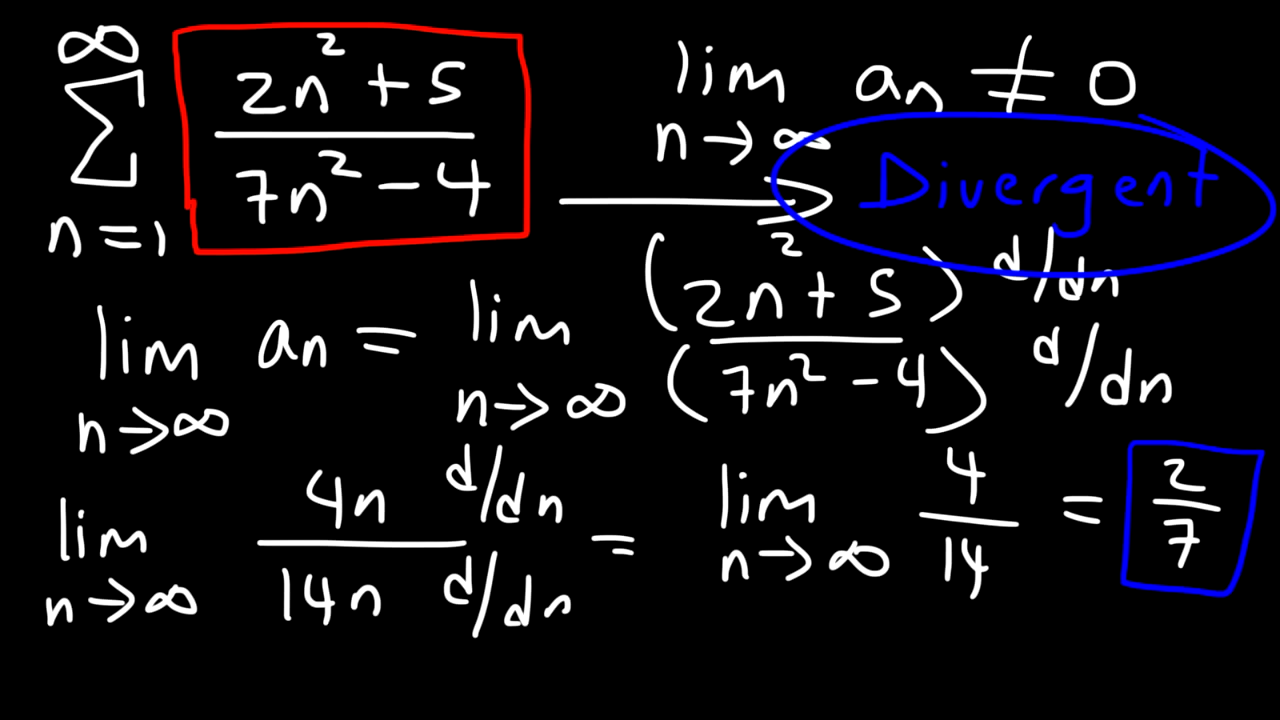 ∞
∑
n=1
2n² + 5
7n² − 4
lim
n→∞
an ≠ 0
⇒ Divergent
lim
n→∞
an =
lim
n→∞
(2n² + 5) d/dn
(7n² − 4) d/dn
lim
n→∞
4n d/dn
14n d/dn
=
lim
n→∞
4
14
=
2
7